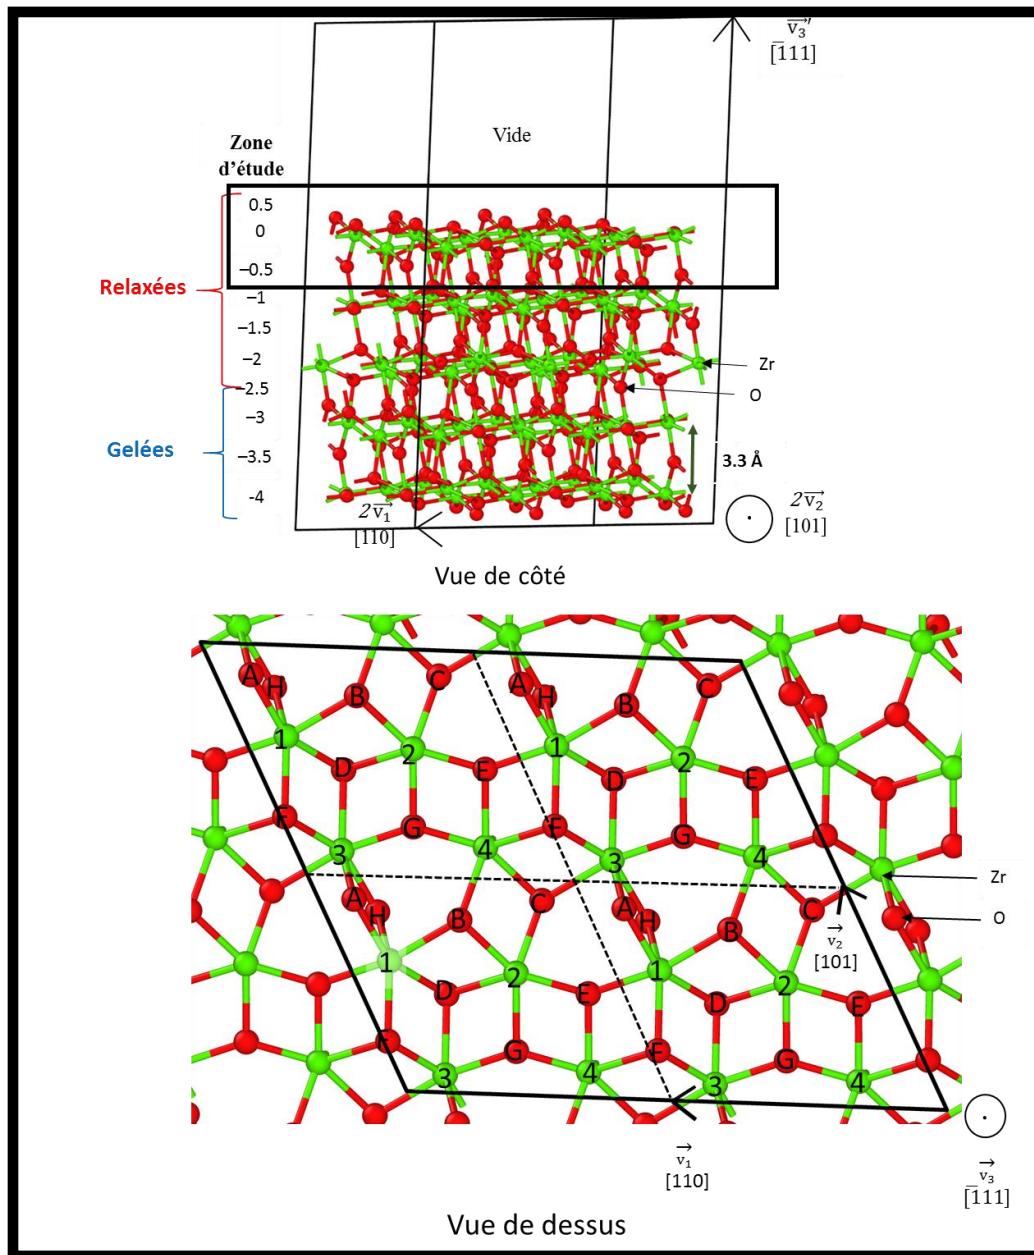 v₃′
[̅111]
Vide
Zone
d’étude
0.5
0
–0.5
Relaxées
–1
–1.5
–2
Zr
–2.5
O
–3
Gelées
–3.5
3.3 Å
-4
2v₁
2v₂
[110]
[101]
Vue de côté
A H C A H C
B B
1 2 1 2
D E D E
F G F G
3 4 3 4
Zr
A H C A H C
B B
O
v₂
1 2 1 2
[101]
D E D E
F G F G
3 4 3 4
v₁
[110]
v₃
[̅111]
Vue de dessus